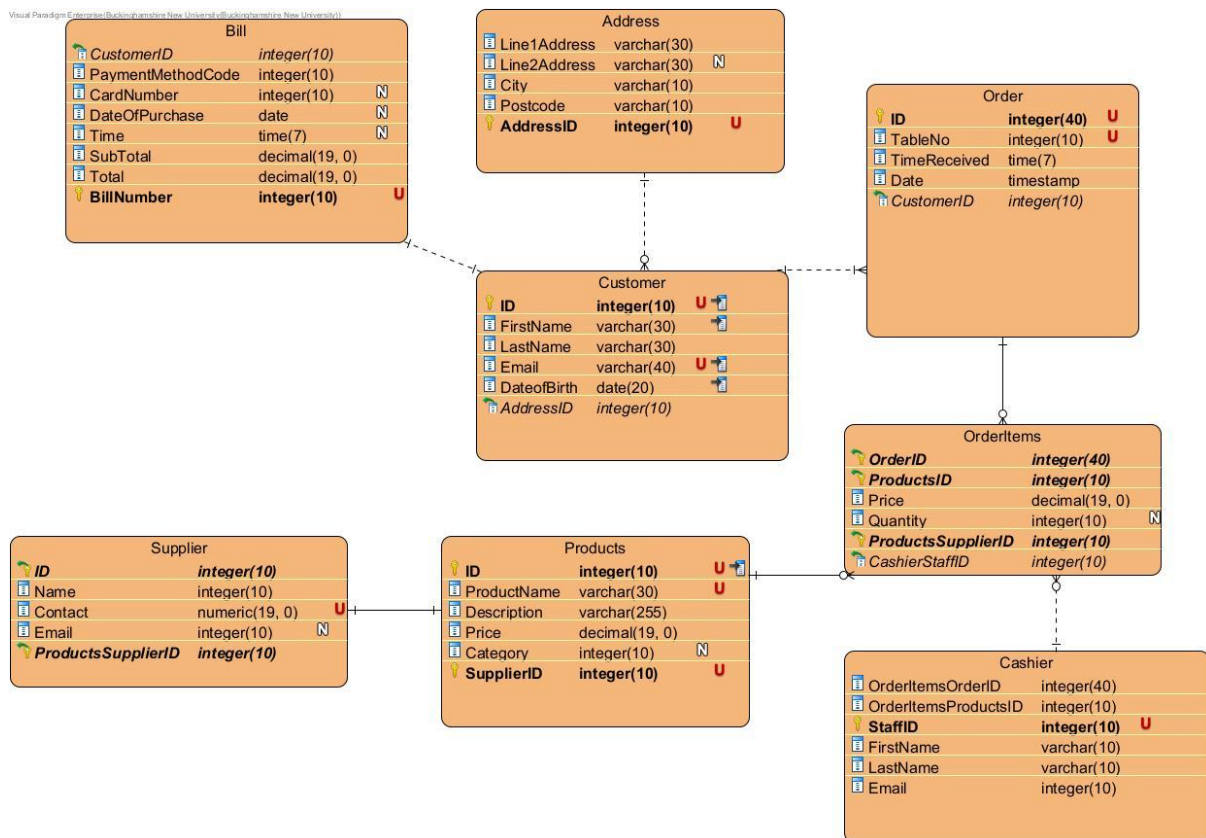 Visual Paradigm Enterprise(Buckinghamshire New University(Buckinghamshire New University))
Bill
CustomerID integer(10)
PaymentMethodCode integer(10)
CardNumber integer(10) N
DateOfPurchase date N
Time time(7) N
SubTotal decimal(19, 0)
Total decimal(19, 0)
BillNumber integer(10) U
Address
Line1Address varchar(30)
Line2Address varchar(30) N
City varchar(10)
Postcode varchar(10)
AddressID integer(10) U
Order
ID integer(40) U
TableNo integer(10) U
TimeReceived time(7)
Date timestamp
CustomerID integer(10)
Customer
ID integer(10) U
FirstName varchar(30)
LastName varchar(30)
Email varchar(40) U
DateofBirth date(20)
AddressID integer(10)
OrderItems
OrderID integer(40)
ProductsID integer(10)
Price decimal(19, 0)
Quantity integer(10) N
ProductsSupplierID integer(10)
CashierStaffID integer(10)
Supplier
ID integer(10)
Name integer(10)
Contact numeric(19, 0) U
Email integer(10) N
ProductsSupplierID integer(10)
Products
ID integer(10) U
ProductName varchar(30) U
Description varchar(255)
Price decimal(19, 0)
Category integer(10) N
SupplierID integer(10) U
Cashier
OrderItemsOrderID integer(40)
OrderItemsProductsID integer(10)
StaffID integer(10) U
FirstName varchar(10)
LastName varchar(10)
Email integer(10)